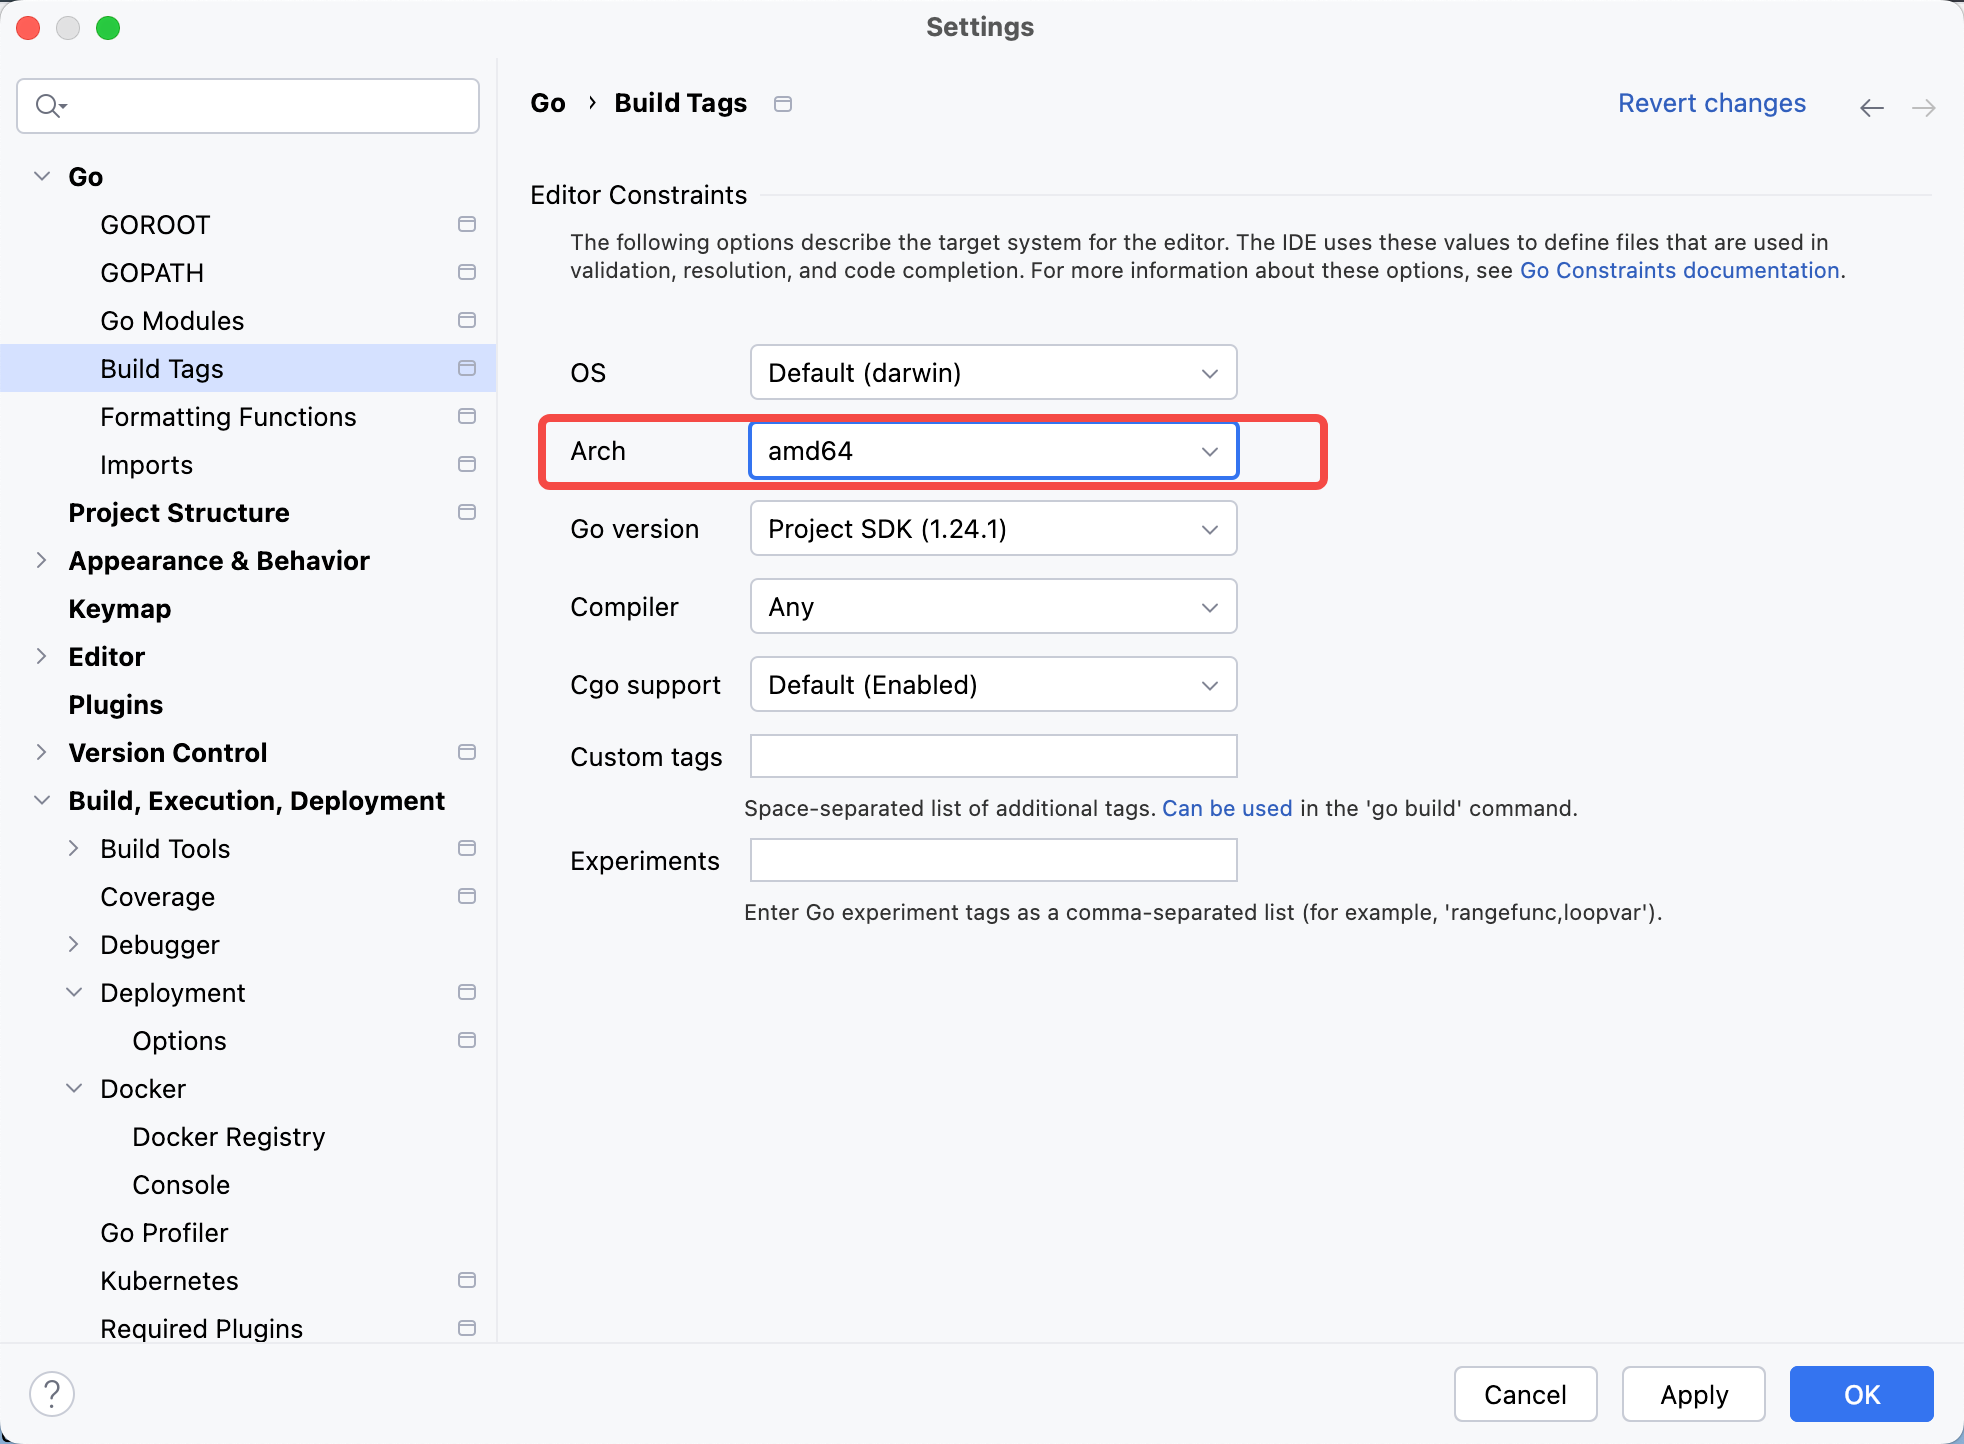 Settings
Go
GOROOT
GOPATH
Go Modules
Build Tags
Formatting Functions
Imports
Project Structure
Appearance & Behavior
Keymap
Editor
Plugins
Version Control
Build, Execution, Deployment
Build Tools
Coverage
Debugger
Deployment
Options
Docker
Docker Registry
Console
Go Profiler
Kubernetes
Required Plugins
Go › Build Tags
Revert changes
Editor Constraints
The following options describe the target system for the editor. The IDE uses these values to define files that are used in
validation, resolution, and code completion. For more information about these options, see Go Constraints documentation.
OS Default (darwin)
Arch amd64
Go version Project SDK (1.24.1)
Compiler Any
Cgo support Default (Enabled)
Custom tags
Space-separated list of additional tags. Can be used in the 'go build' command.
Experiments
Enter Go experiment tags as a comma-separated list (for example, 'rangefunc,loopvar').
?
Cancel
Apply
OK